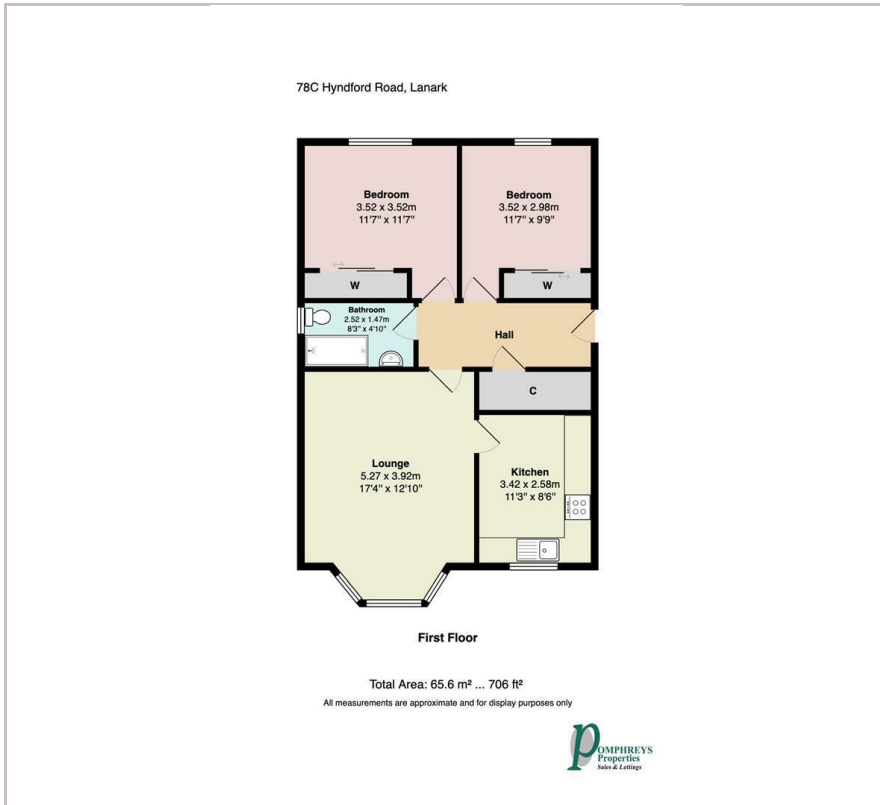 78C Hyndford Road, Lanark
Bedroom
3.52 x 3.52m
11'7" x 11'7"
Bedroom
3.52 x 2.98m
11'7" x 9'9"
W
W
Bathroom
2.52 x 1.47m
8'3" x 4'10"
Hall
C
Lounge
5.27 x 3.92m
17'4" x 12'10"
Kitchen
3.42 x 2.58m
11'3" x 8'6"
First Floor
Total Area: 65.6 m² ... 706 ft²
All measurements are approximate and for display purposes only
POMPHREYS
Properties
Sales & Lettings